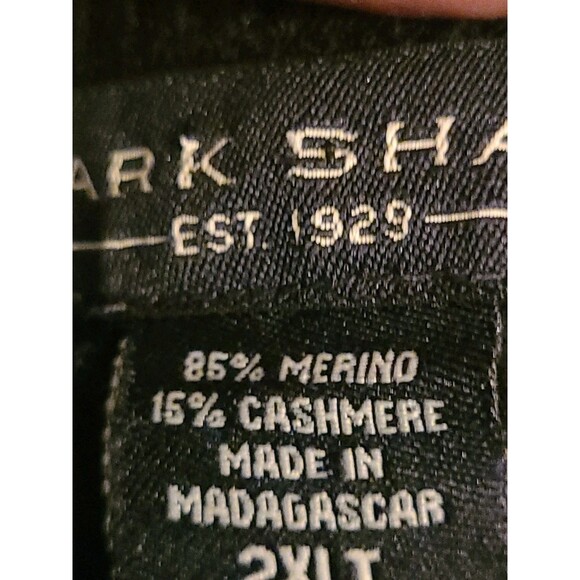 ARK SHA
EST. 1929
85% MERINO
15% CASHMERE
MADE IN
MADAGASCAR
2XLT